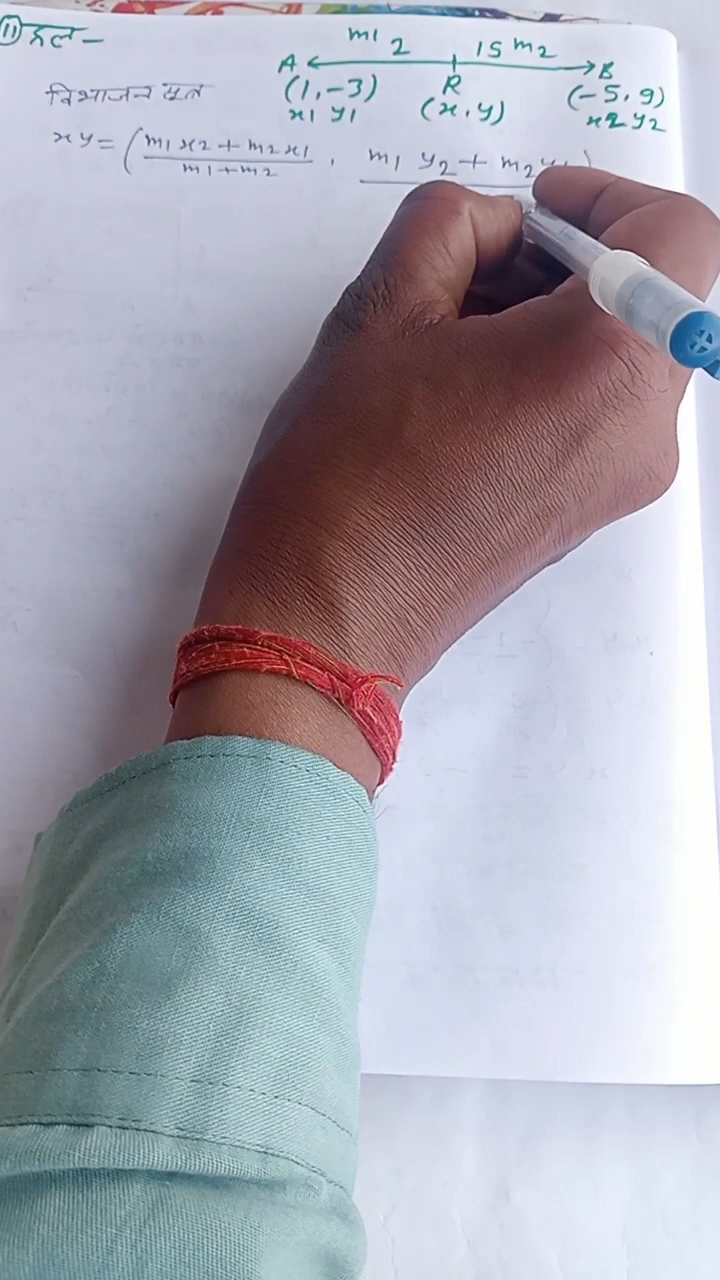 11 हल-
m1 2 15 m2
A R B
(1,-3) (x,y) (-5,9)
x1 y1 x2 y2
विभाजन सूत्र
xy = (m1x2+m2x1/m1+m2, m1 y2 + m2y1)